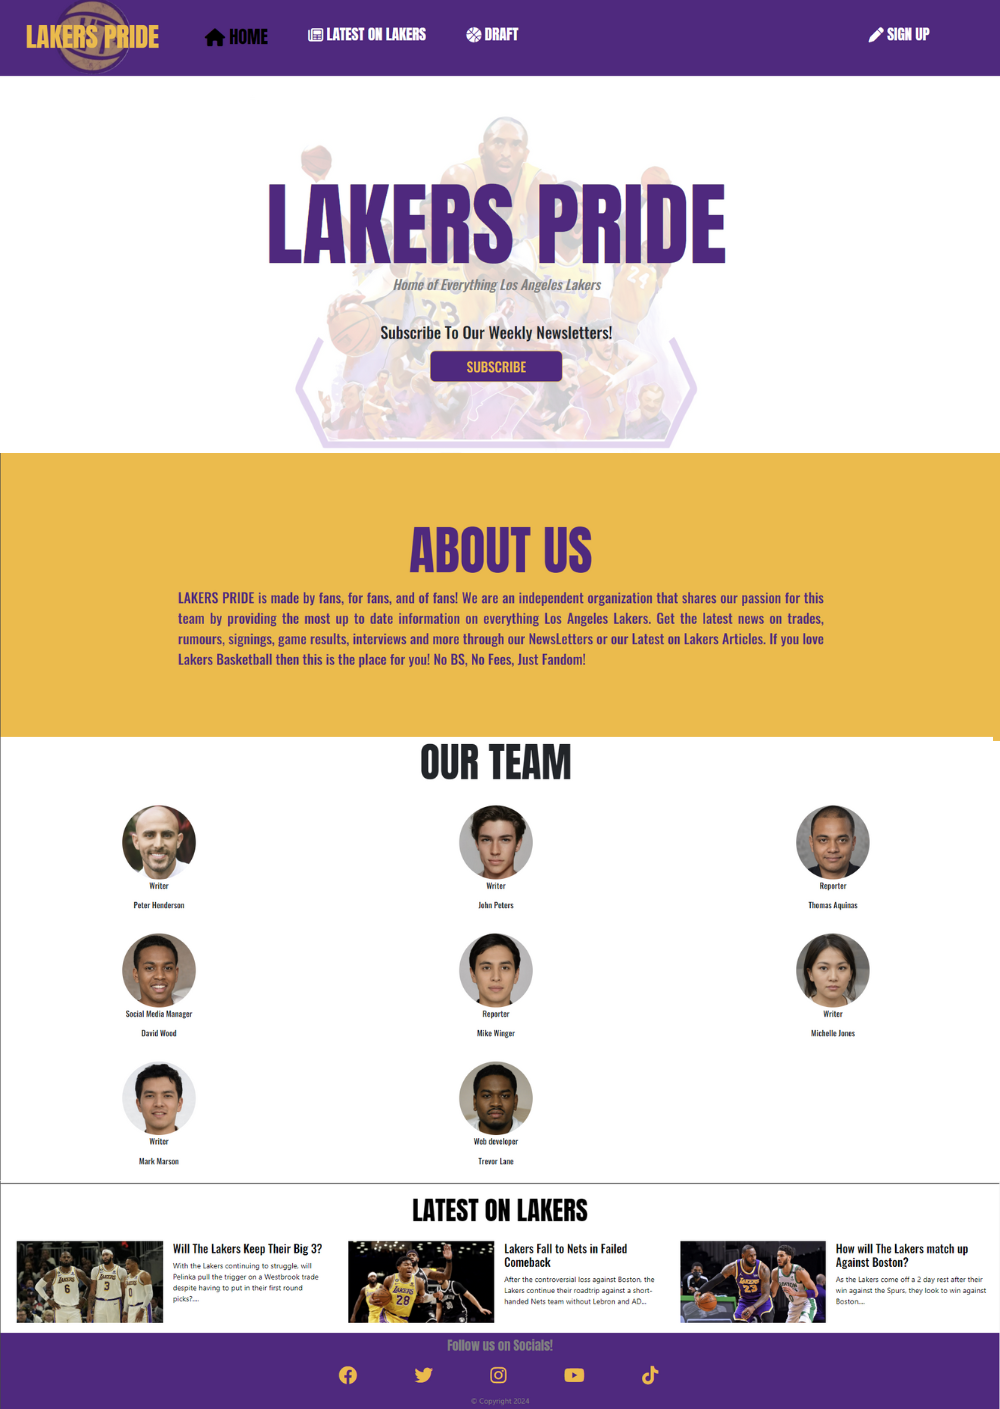 LAKERS PRIDE
HOME
LATEST ON LAKERS
DRAFT
SIGN UP
LAKERS PRIDE
Home of Everything Los Angeles Lakers
23
24
Subscribe To Our Weekly Newsletters!
SUBSCRIBE
ABOUT US
LAKERS PRIDE is made by fans, for fans, and of fans! We are an independent organization that shares our passion for this
team by providing the most up to date information on everything Los Angeles Lakers. Get the latest news on trades,
rumours, signings, game results, interviews and more through our NewsLetters or our Latest on Lakers Articles. If you love
Lakers Basketball then this is the place for you! No BS, No Fees, Just Fandom!
OUR TEAM
Writer
Peter Henderson
Writer
John Peters
Reporter
Thomas Aquinas
Social Media Manager
David Wood
Reporter
Mike Winger
Writer
Michelle Jones
Writer
Mark Marson
Web developer
Trevor Lane
LATEST ON LAKERS
LAKERS
6
3
0
Will The Lakers Keep Their Big 3?
With the Lakers continuing to struggle, will
Pelinka pull the trigger on a Westbrook trade
despite having to put in their first round
picks?....
LAKERS
28
Lakers Fall to Nets in Failed
Comeback
After the controversial loss against Boston, the
Lakers continue their roadtrip against a short-
handed Nets team without Lebron and AD...
LAKERS
23
How will The Lakers match up
Against Boston?
As the Lakers come off a 2 day rest after their
win against the Spurs, they look to win against
Boston....
Follow us on Socials!
© Copyright 2024